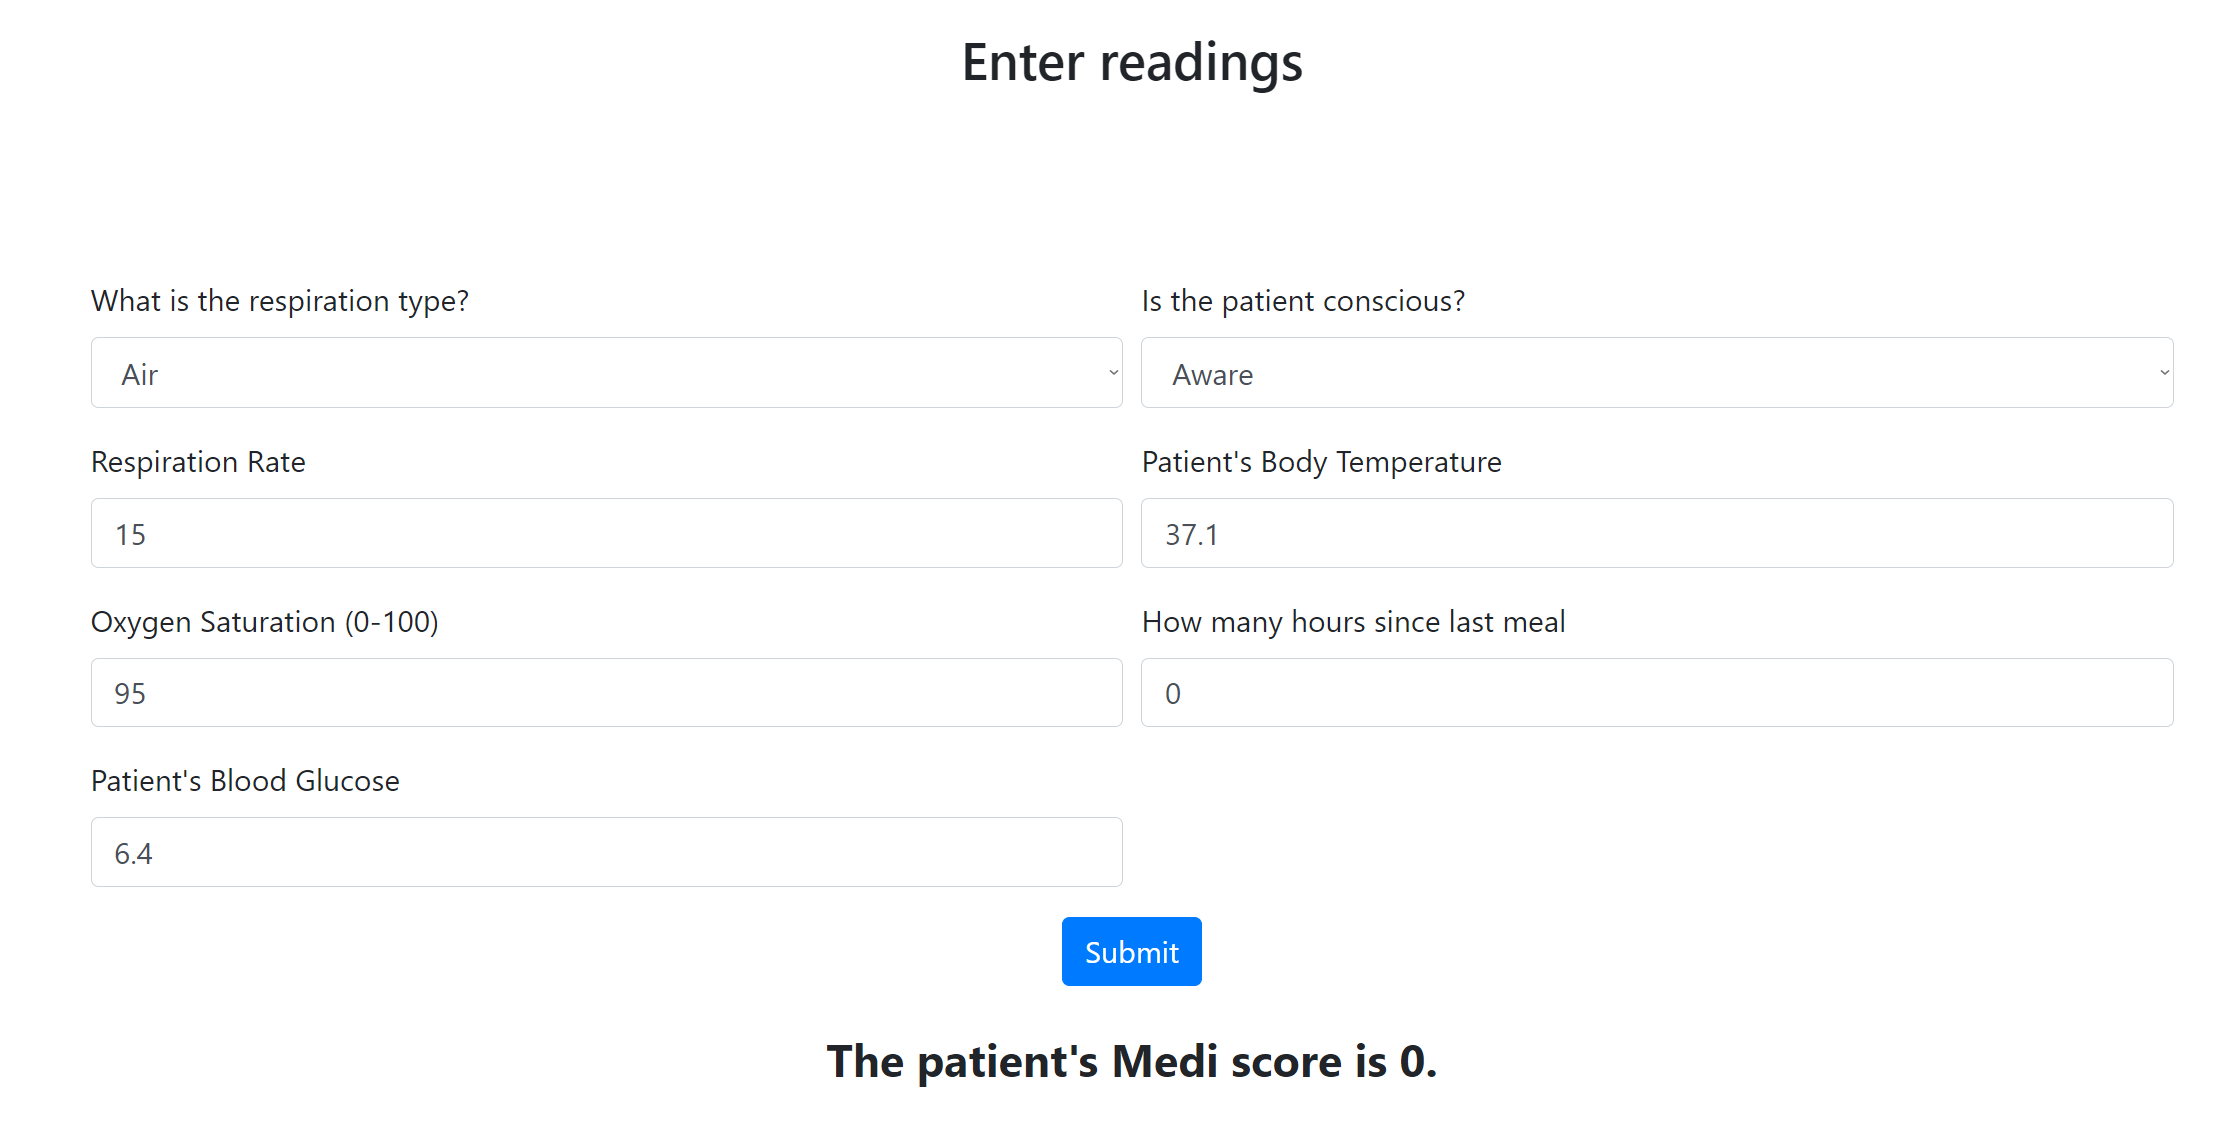 Enter readings
What is the respiration type?
Is the patient conscious?
Air
Aware
Respiration Rate
Patient's Body Temperature
15
37.1
Oxygen Saturation (0-100)
How many hours since last meal
95
0
Patient's Blood Glucose
6.4
Submit
The patient's Medi score is 0.